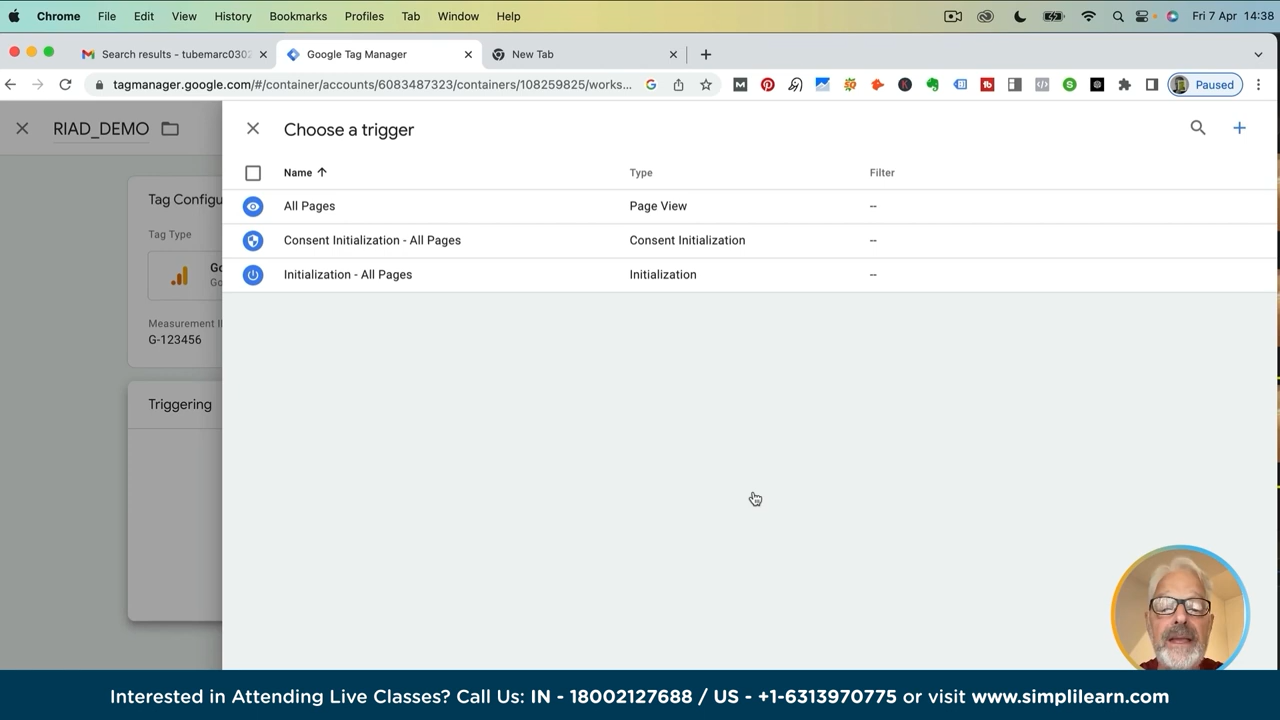 Chrome File Edit View History Bookmarks Profiles Tab Window Help Fri 7 Apr 14:38
Search results - tubemarc030 Google Tag Manager New Tab
tagmanager.google.com/#/container/accounts/6083487323/containers/108259825/works... Paused
RIAD_DEMO
Choose a trigger
Name Type Filter
All Pages Page View --
Consent Initialization - All Pages Consent Initialization --
Initialization - All Pages Initialization --
Tag Configu
Tag Type
Go
Go
Measurement I
G-123456
Triggering
Interested in Attending Live Classes? Call Us: IN - 18002127688 / US - +1-6313970775 or visit www.simplilearn.com